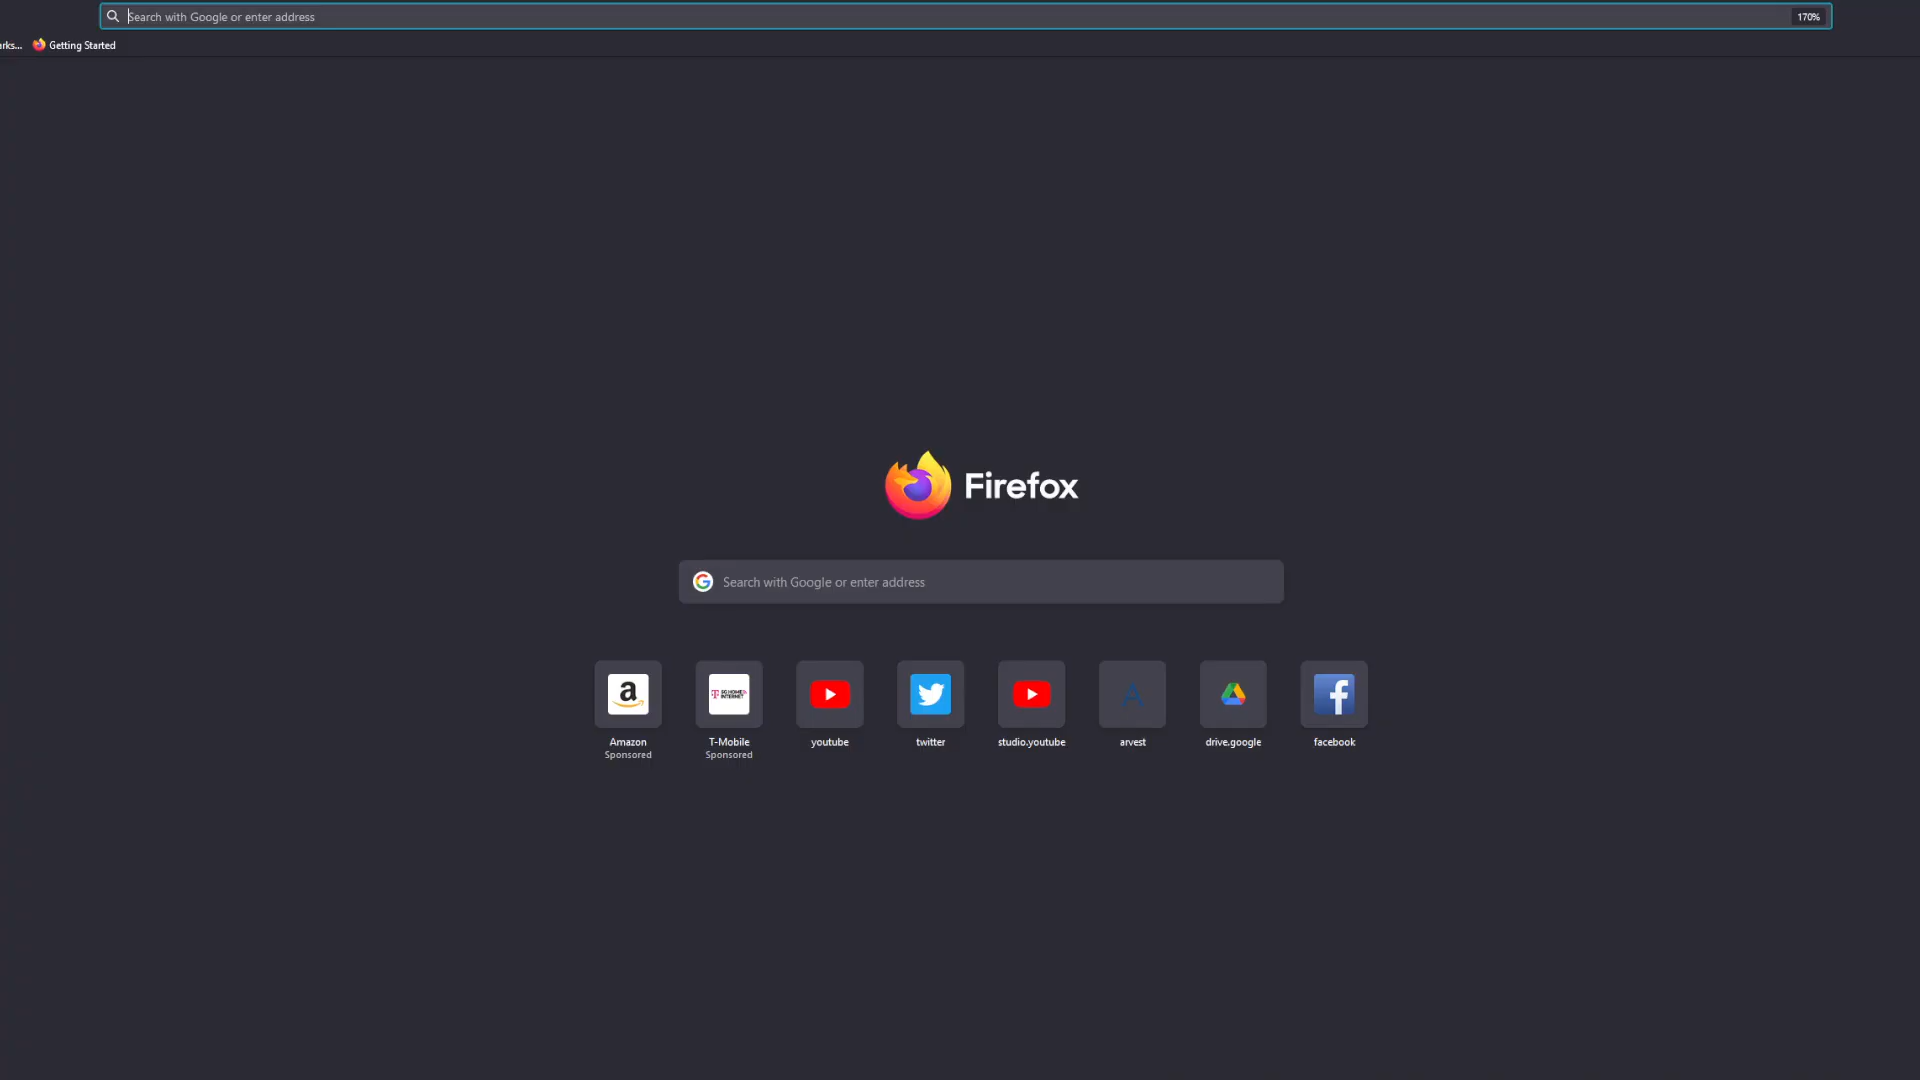 Search with Google or enter address
170%
arks...
Getting Started
Firefox
Search with Google or enter address
Amazon
Sponsored
T-Mobile
Sponsored
youtube
twitter
studio.youtube
arvest
drive.google
facebook